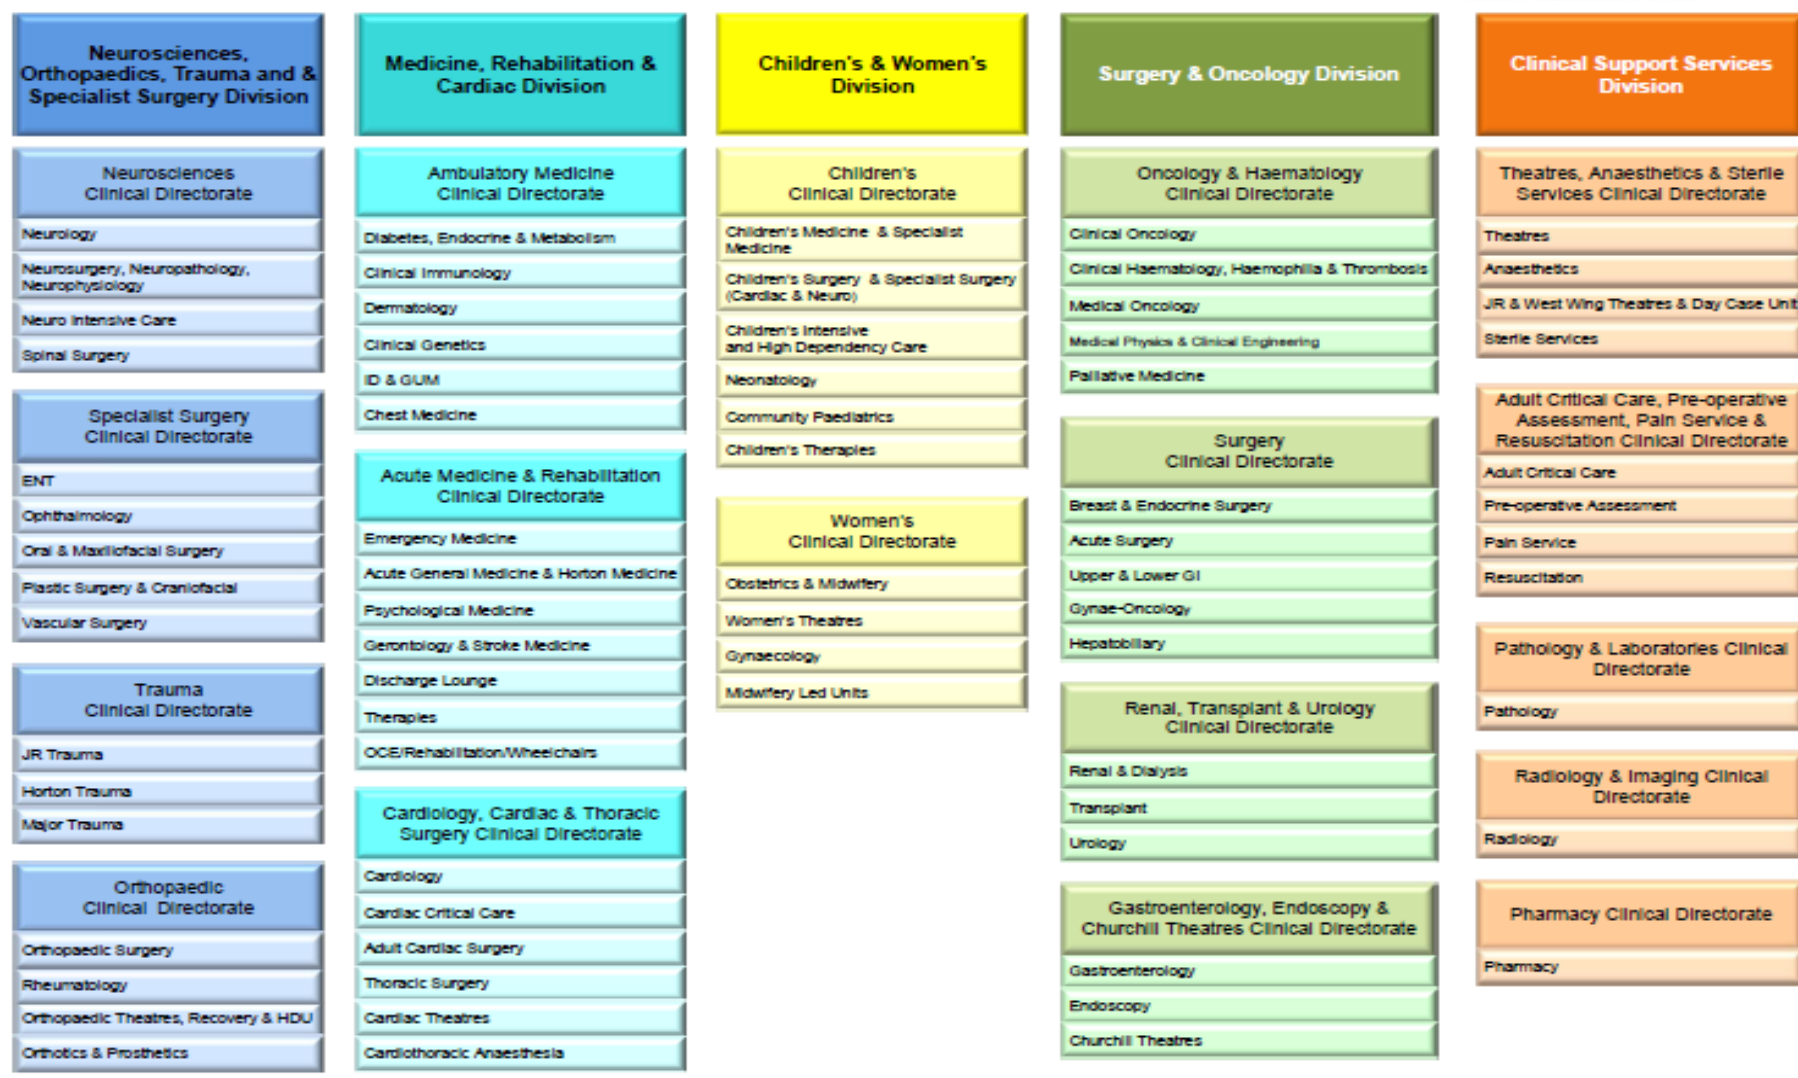 Neurosciences,
Orthopaedics, Trauma and &
Specialist Surgery Division
Neurosciences
Clinical Directorate
Neurology
Neurosurgery, Neuropathology,
Neurophysiology
Neuro Intensive Care
Spinal Surgery
Specialist Surgery
Clinical Directorate
ENT
Ophthalmology
Oral & Maxillofacial Surgery
Plastic Surgery & Craniofacial
Vascular Surgery
Trauma
Clinical Directorate
JR Trauma
Horton Trauma
Major Trauma
Orthopaedic
Clinical Directorate
Orthopaedic Surgery
Rheumatology
Orthopaedic Theatres, Recovery & HDU
Orthotics & Prosthetics
Medicine, Rehabilitation &
Cardiac Division
Ambulatory Medicine
Clinical Directorate
Diabetes, Endocrine & Metabolism
Clinical Immunology
Dermatology
Clinical Genetics
ID & GUM
Chest Medicine
Acute Medicine & Rehabilitation
Clinical Directorate
Emergency Medicine
Acute General Medicine & Horton Medicine
Psychological Medicine
Gerontology & Stroke Medicine
Discharge Lounge
Therapies
OCE/Rehabilitation/Wheelchairs
Cardiology, Cardiac & Thoracic
Surgery Clinical Directorate
Cardiology
Cardiac Critical Care
Adult Cardiac Surgery
Thoracic Surgery
Cardiac Theatres
Cardiothoracic Anaesthesia
Children's & Women's
Division
Children's
Clinical Directorate
Children's Medicine & Specialist
Medicine
Children's Surgery & Specialist Surgery
(Cardiac & Neuro)
Children's Intensive
and High Dependency Care
Neonatology
Community Paediatrics
Children's Therapies
Women's
Clinical Directorate
Obstetrics & Midwifery
Women's Theatres
Gynaecology
Midwifery Led Units
Surgery & Oncology Division
Oncology & Haematology
Clinical Directorate
Clinical Oncology
Clinical Haematology, Haemophilia & Thrombosis
Medical Oncology
Medical Physics & Clinical Engineering
Palliative Medicine
Surgery
Clinical Directorate
Breast & Endocrine Surgery
Acute Surgery
Upper & Lower GI
Gynae-Oncology
Hepatobiliary
Renal, Transplant & Urology
Clinical Directorate
Renal & Dialysis
Transplant
Urology
Gastroenterology, Endoscopy &
Churchill Theatres Clinical Directorate
Gastroenterology
Endoscopy
Churchill Theatres
Clinical Support Services
Division
Theatres, Anaesthetics & Sterile
Services Clinical Directorate
Theatres
Anaesthetics
JR & West Wing Theatres & Day Case Unit
Sterile Services
Adult Critical Care, Pre-operative
Assessment, Pain Service &
Resuscitation Clinical Directorate
Adult Critical Care
Pre-operative Assessment
Pain Service
Resuscitation
Pathology & Laboratories Clinical
Directorate
Pathology
Radiology & Imaging Clinical
Directorate
Radiology
Pharmacy Clinical Directorate
Pharmacy